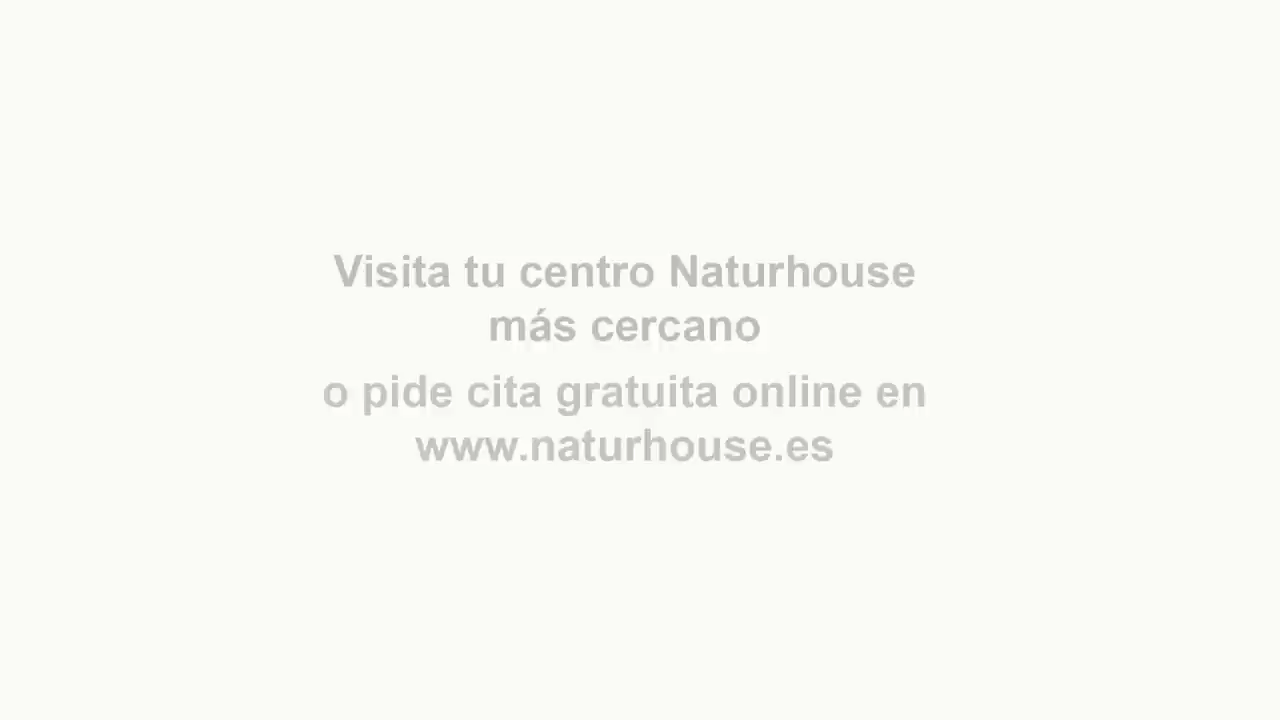 Visita tu centro Naturhouse
más cercano
o pide cita gratuita online en
www.naturhouse.es